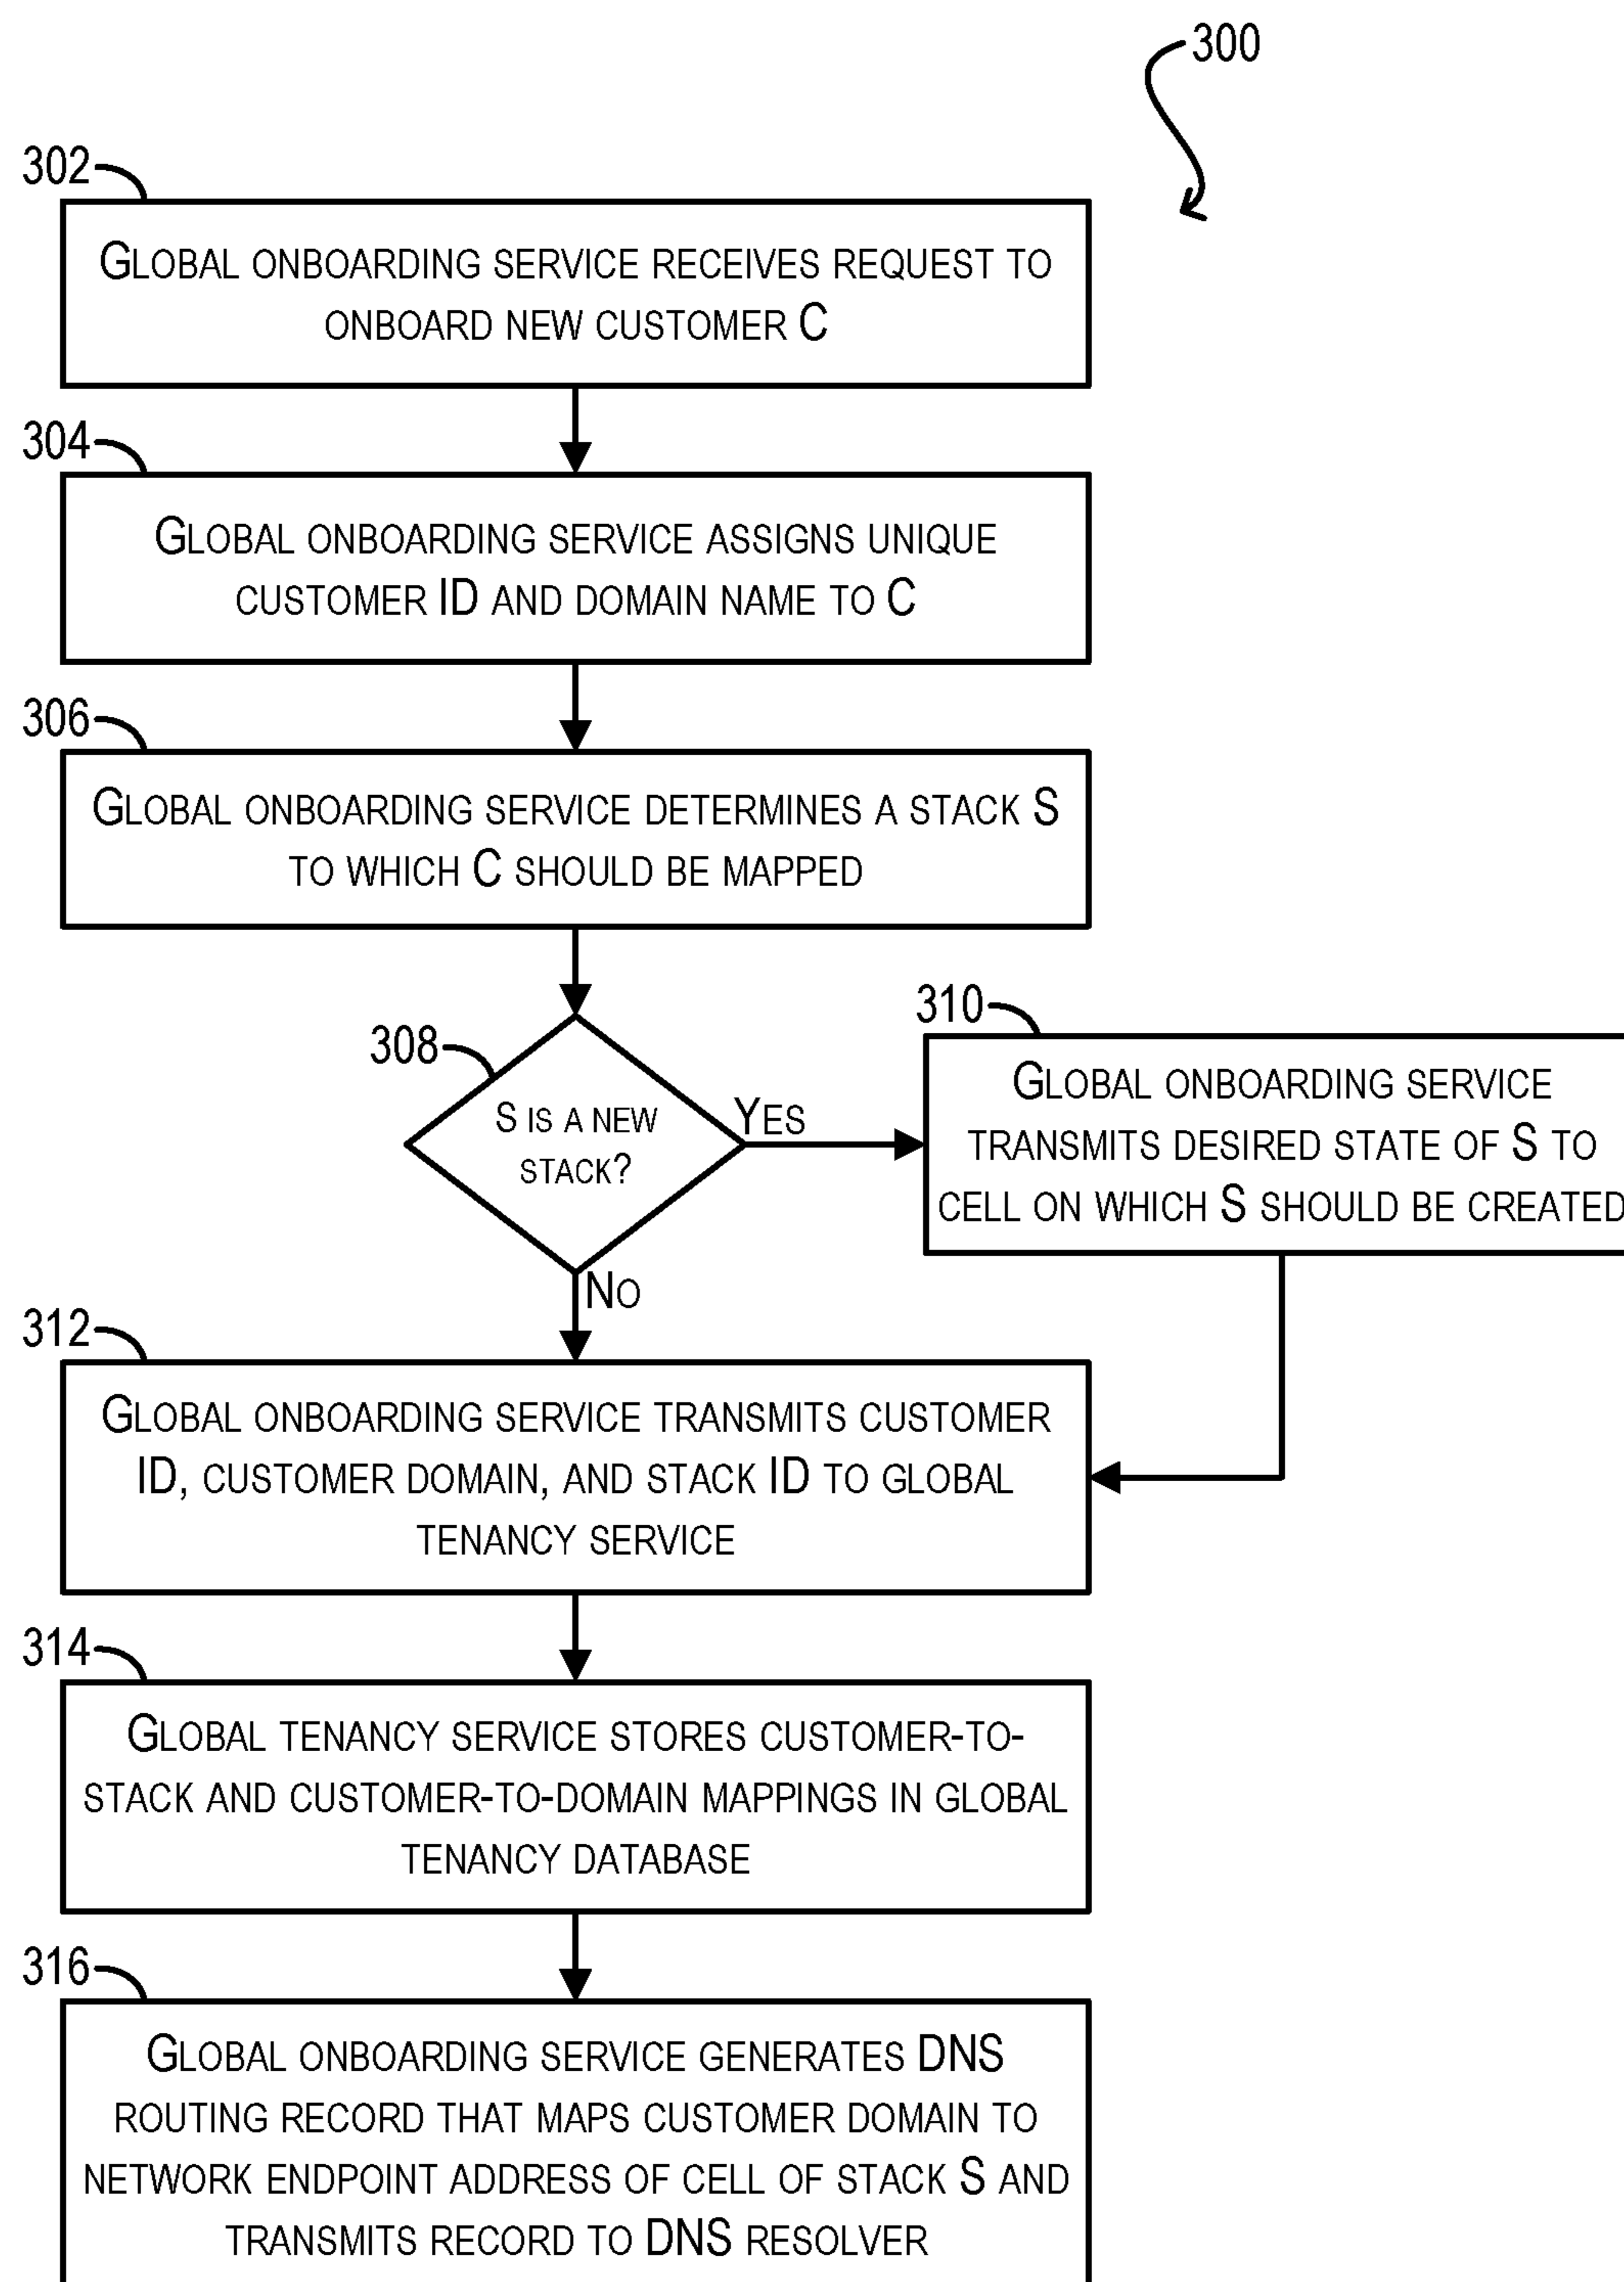 300
302
Global onboarding service receives request to
onboard new customer C
304
Global onboarding service assigns unique
customer ID and domain name to C
306
Global onboarding service determines a stack S
to which C should be mapped
308
S is a new
stack?
Yes
310
Global onboarding service
transmits desired state of S to
cell on which S should be created
No
312
Global onboarding service transmits customer
ID, customer domain, and stack ID to global
tenancy service
314
Global tenancy service stores customer-to-
stack and customer-to-domain mappings in global
tenancy database
316
Global onboarding service generates DNS
routing record that maps customer domain to
network endpoint address of cell of stack S and
transmits record to DNS resolver